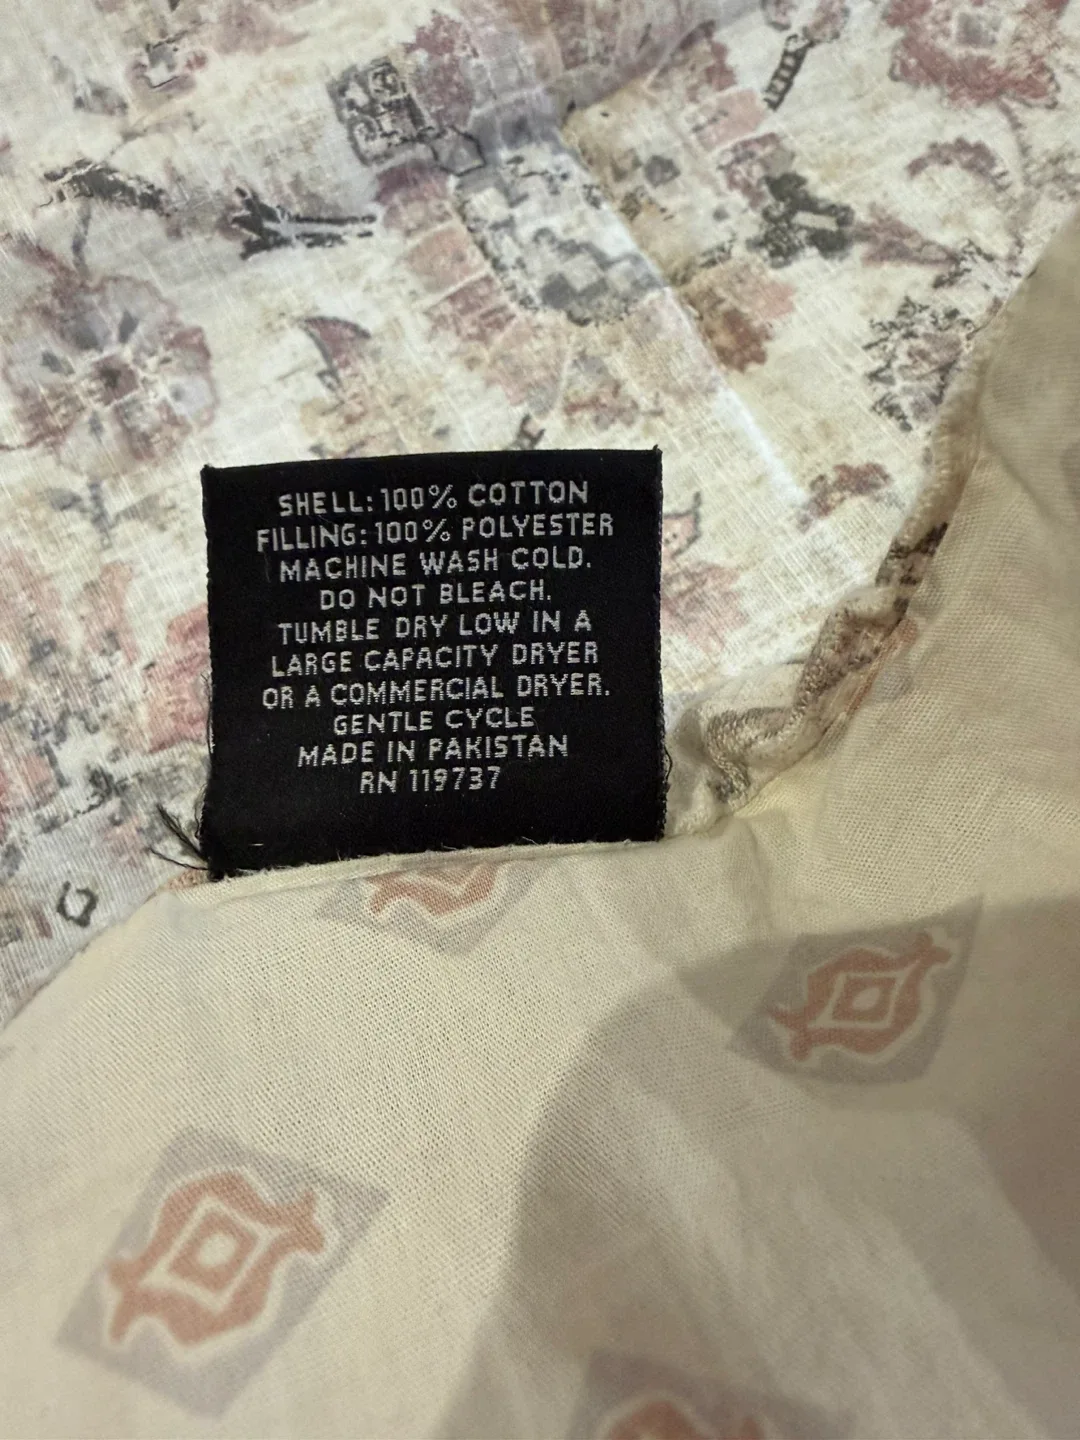 SHELL: 100% COTTON
FILLING: 100% POLYESTER
MACHINE WASH COLD.
DO NOT BLEACH.
TUMBLE DRY LOW IN A
LARGE CAPACITY DRYER
OR A COMMERCIAL DRYER.
GENTLE CYCLE
MADE IN PAKISTAN
RN 119737